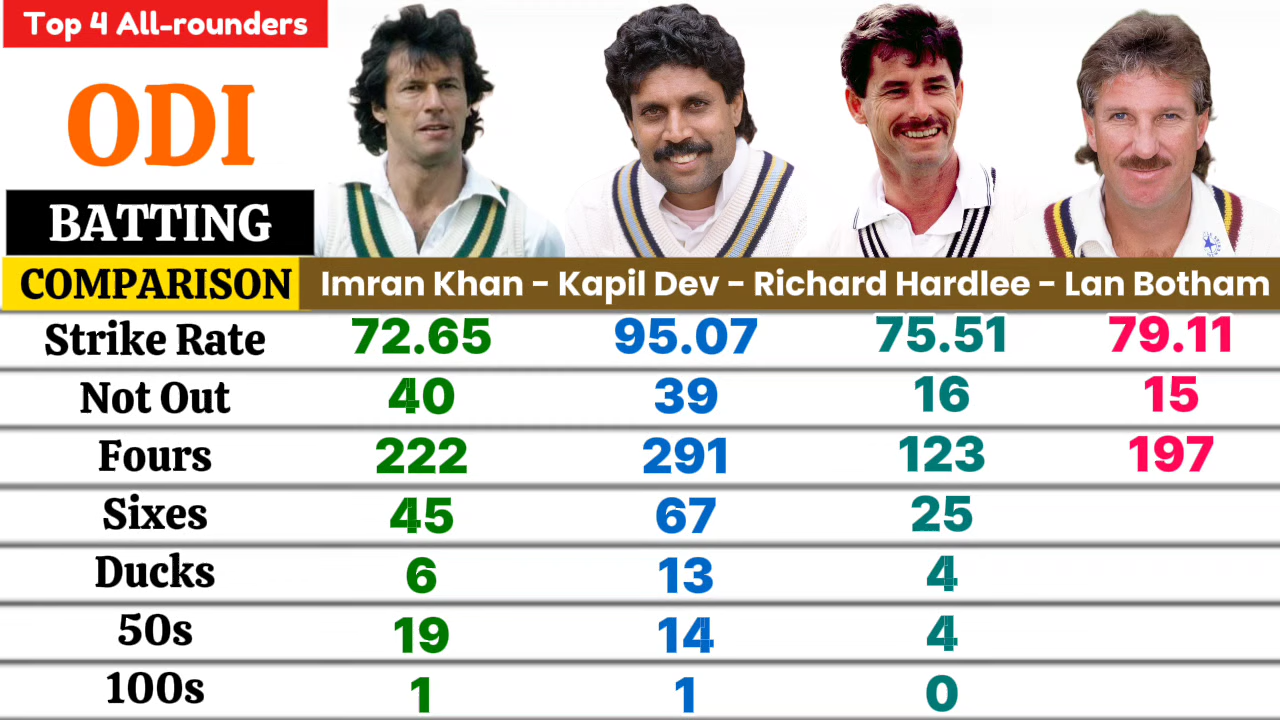 Top 4 All-rounders
ODI
BATTING
COMPARISON
Imran Khan - Kapil Dev - Richard Hardlee - Lan Botham
Strike Rate 72.65 95.07 75.51 79.11
Not Out 40 39 16 15
Fours 222 291 123 197
Sixes 45 67 25
Ducks 6 13 4
50s 19 14 4
100s 1 1 0